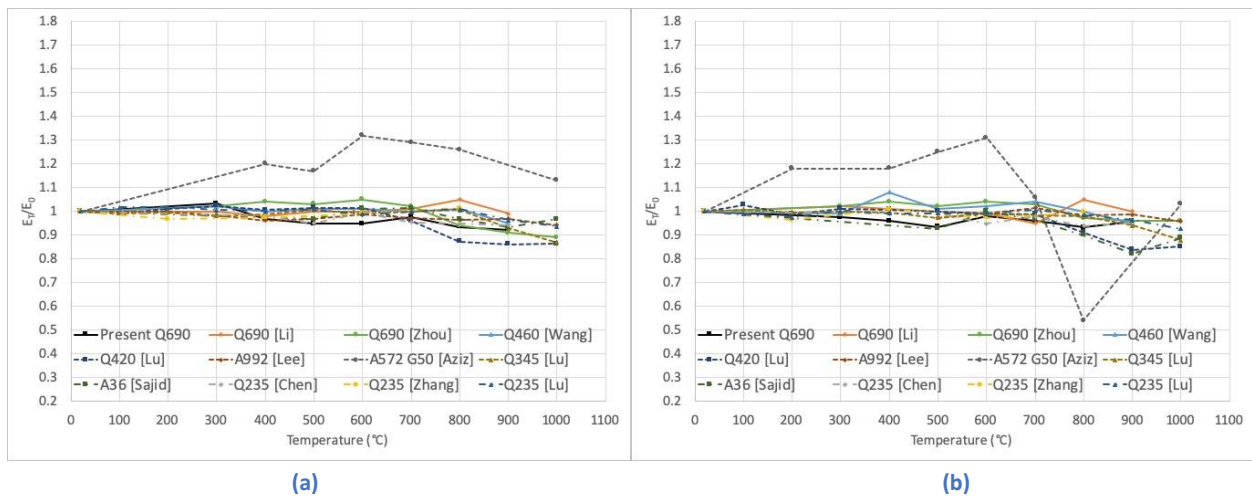 1.8
1.7
1.6
1.5
1.4
1.3
1.2
1.1
1
0.9
0.8
0.7
0.6
0.5
0.4
0.3
0.2
E_T/E_0
Present Q690 Q690 [Li] Q690 [Zhou] Q460 [Wang]
Q420 [Lu] A992 [Lee] A572 G50 [Aziz] Q345 [Lu]
A36 [Sajid] Q235 [Chen] Q235 [Zhang] Q235 [Lu]
0 100 200 300 400 500 600 700 800 900 1000 1100
Temperature (℃)
(a)
1.8
1.7
1.6
1.5
1.4
1.3
1.2
1.1
1
0.9
0.8
0.7
0.6
0.5
0.4
0.3
0.2
E_T/E_0
Present Q690 Q690 [Li] Q690 [Zhou] Q460 [Wang]
Q420 [Lu] A992 [Lee] A572 G50 [Aziz] Q345 [Lu]
A36 [Sajid] Q235 [Chen] Q235 [Zhang] Q235 [Lu]
0 100 200 300 400 500 600 700 800 900 1000 1100
Temperature (℃)
(b)